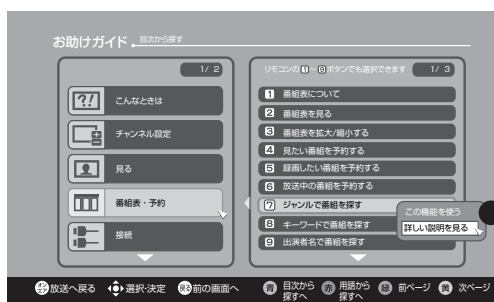 お助けガイド 目次から探す
1/ 2
?!
こんなときは
チャンネル設定
見る
番組表・予約
接続
リモコンの1~9ボタンでも選択できます 1/ 3
1 番組表について
2 番組表を見る
3 番組表を拡大/縮小する
4 見たい番組を予約する
5 録画したい番組を予約する
6 放送中の番組を予約する
7 ジャンルで番組を探す
8 キーワードで番組を探す
9 出演者名で番組を探す
この機能を使う
詳しい説明を見る
放送へ戻る 選択・決定 戻る 前の画面へ 青 目次から探すへ 赤 用語から探すへ 緑 前ページ 黄 次ページ